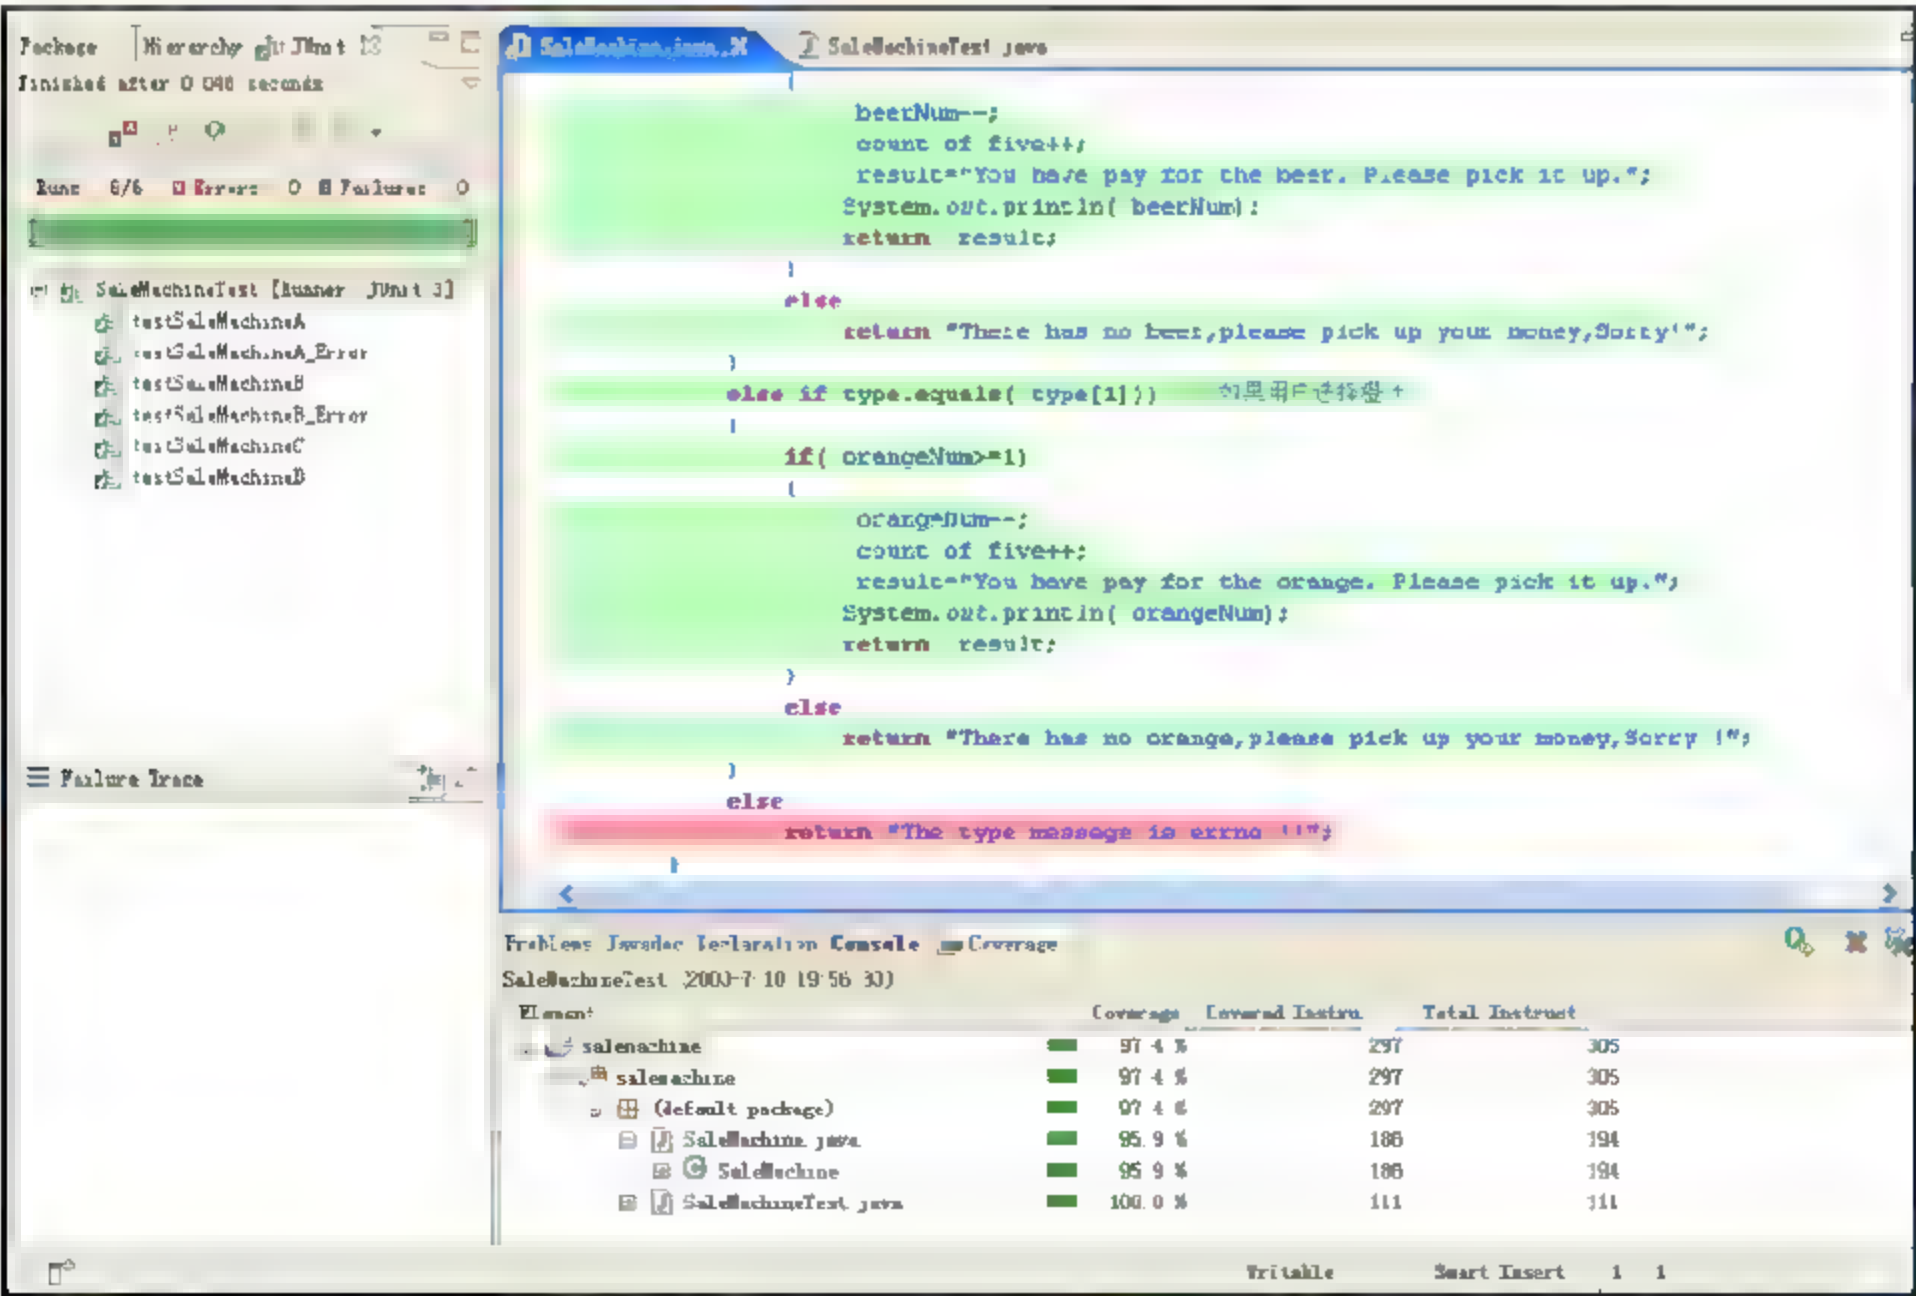 Package Hierarchy JUnit
Finished after 0.046 seconds
Runs: 6/6 Errors: 0 Failures: 0
SaleMachineTest [Runner: JUnit 3]
testSaleMachineA
testSaleMachineA_Error
testSaleMachineB
testSaleMachineB_Error
testSaleMachineC
testSaleMachineD
Failure Trace
SaleMachine.java SaleMachineTest.java
{
beerNum--;
count of five++;
result="You have pay for the beer. Please pick it up.";
System.out.println( beerNum);
return result;
}
else
return "There has no beer,please pick up your money,Sorry!";
}
else if type.equals( type[1]))
{
if( orangeNum>=1)
{
orangeNum--;
count of five++;
result="You have pay for the orange. Please pick it up.";
System.out.println( orangeNum);
return result;
}
else
return "There has no orange,please pick up your money,Sorry !";
}
else
return "The type message is errno !!";
}
Problems Javadoc Declaration Console Coverage
SaleMachineTest
Element Coverage Covered Instru Total Instruct
salemachine 97.4 % 297 305
salemachine 97.4 % 297 305
(default package) 97.4 % 297 305
SaleMachine.java 95.9 % 186 194
SaleMachine 95.9 % 186 194
SaleMachineTest.java 100.0 % 111 111
Writable Smart Insert 1 1